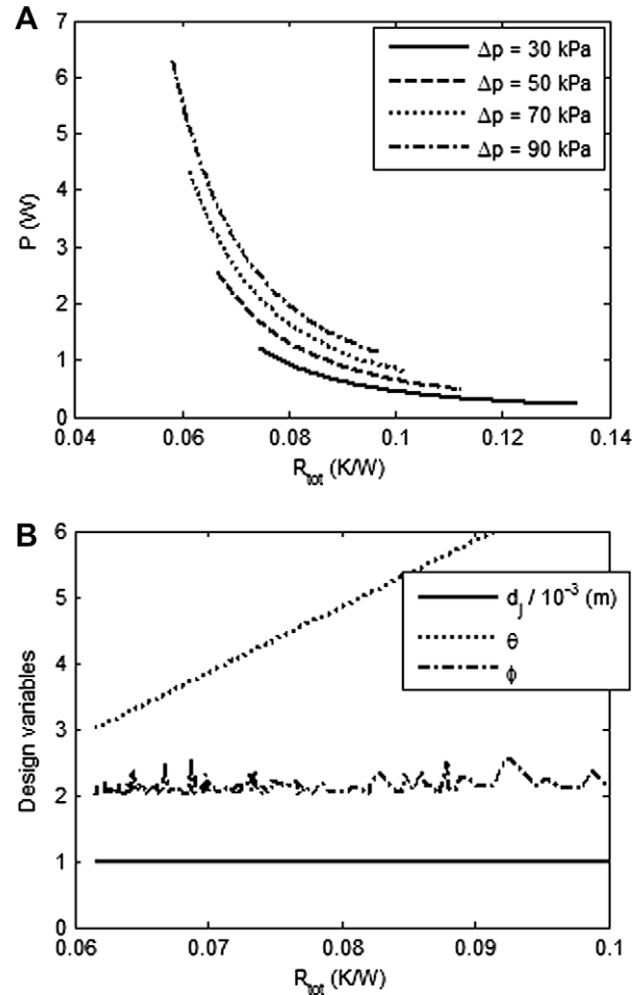 A
7
6
5
4
3
2
1
0
P (W)
Δp = 30 kPa
Δp = 50 kPa
Δp = 70 kPa
Δp = 90 kPa
0.04 0.06 0.08 0.1 0.12 0.14
R_tot (K/W)
B
6
5
4
3
2
1
0
Design variables
d_J / 10^-3 (m)
θ
ϕ
0.06 0.07 0.08 0.09 0.1
R_tot (K/W)